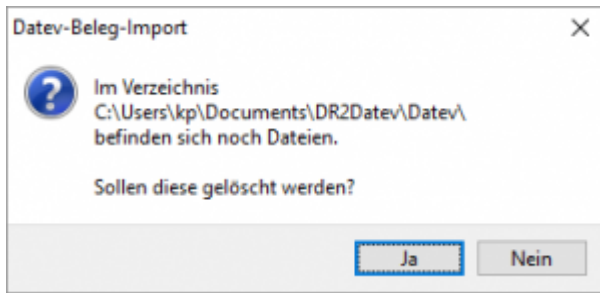 Datev-Beleg-Import
Im Verzeichnis
C:\Users\kp\Documents\DR2Datev\Datev\
befinden sich noch Dateien.
Sollen diese gelöscht werden?
Ja
Nein